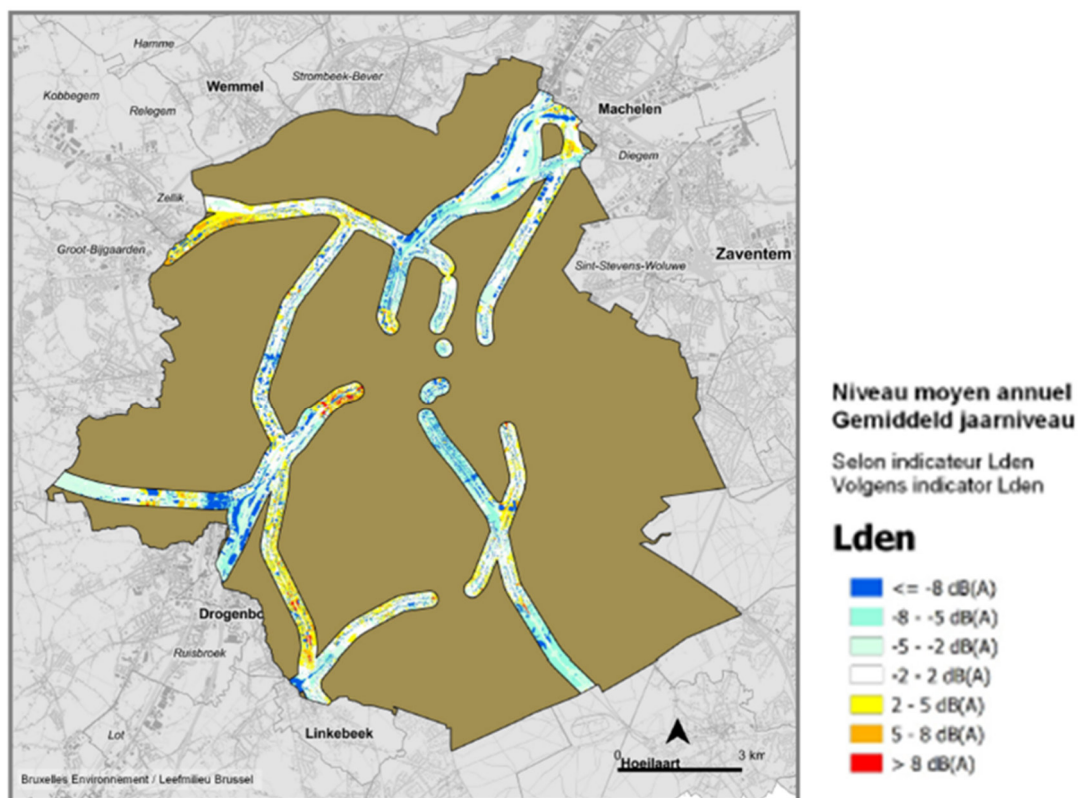 Hamme
Wemmel
Strombeek-Bever
Kobbegem
Relegem
Machelen
Diegem
Zellik
Groot-Bijgaarden
Zaventem
Sint-Stevens-Woluwe
Drogenbo
Ruisbroek
Linkebeek
Lot
Hoeilaart
0 3 km
Bruxelles Environnement / Leefmilieu Brussel
Niveau moyen annuel
Gemiddeld jaarniveau
Selon indicateur Lden
Volgens indicator Lden
Lden
<= -8 dB(A)
-8 - -5 dB(A)
-5 - -2 dB(A)
-2 - 2 dB(A)
2 - 5 dB(A)
5 - 8 dB(A)
> 8 dB(A)